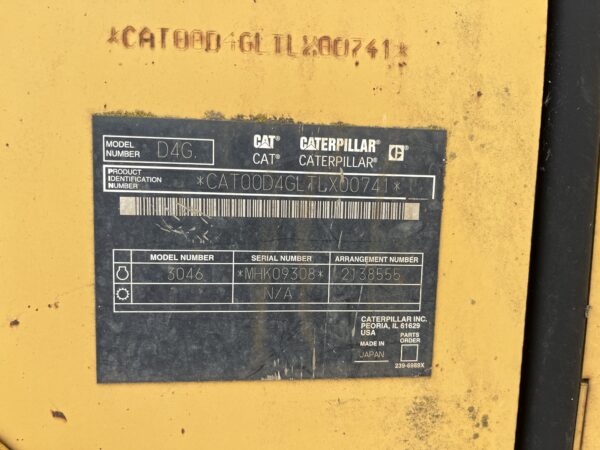 *CAT00D4GLTLX00741*
MODEL NUMBER D4G.
CAT CATERPILLAR C
CAT® CATERPILLAR®
PRODUCT IDENTIFICATION NUMBER *CAT00D4GLTLX00741*
MODEL NUMBER SERIAL NUMBER ARRANGEMENT NUMBER
3046 *MHK09308* 2138555
N/A
CATERPILLAR INC.
PEORIA, IL 61629
USA
MADE IN JAPAN
PARTS ORDER
239-6989X